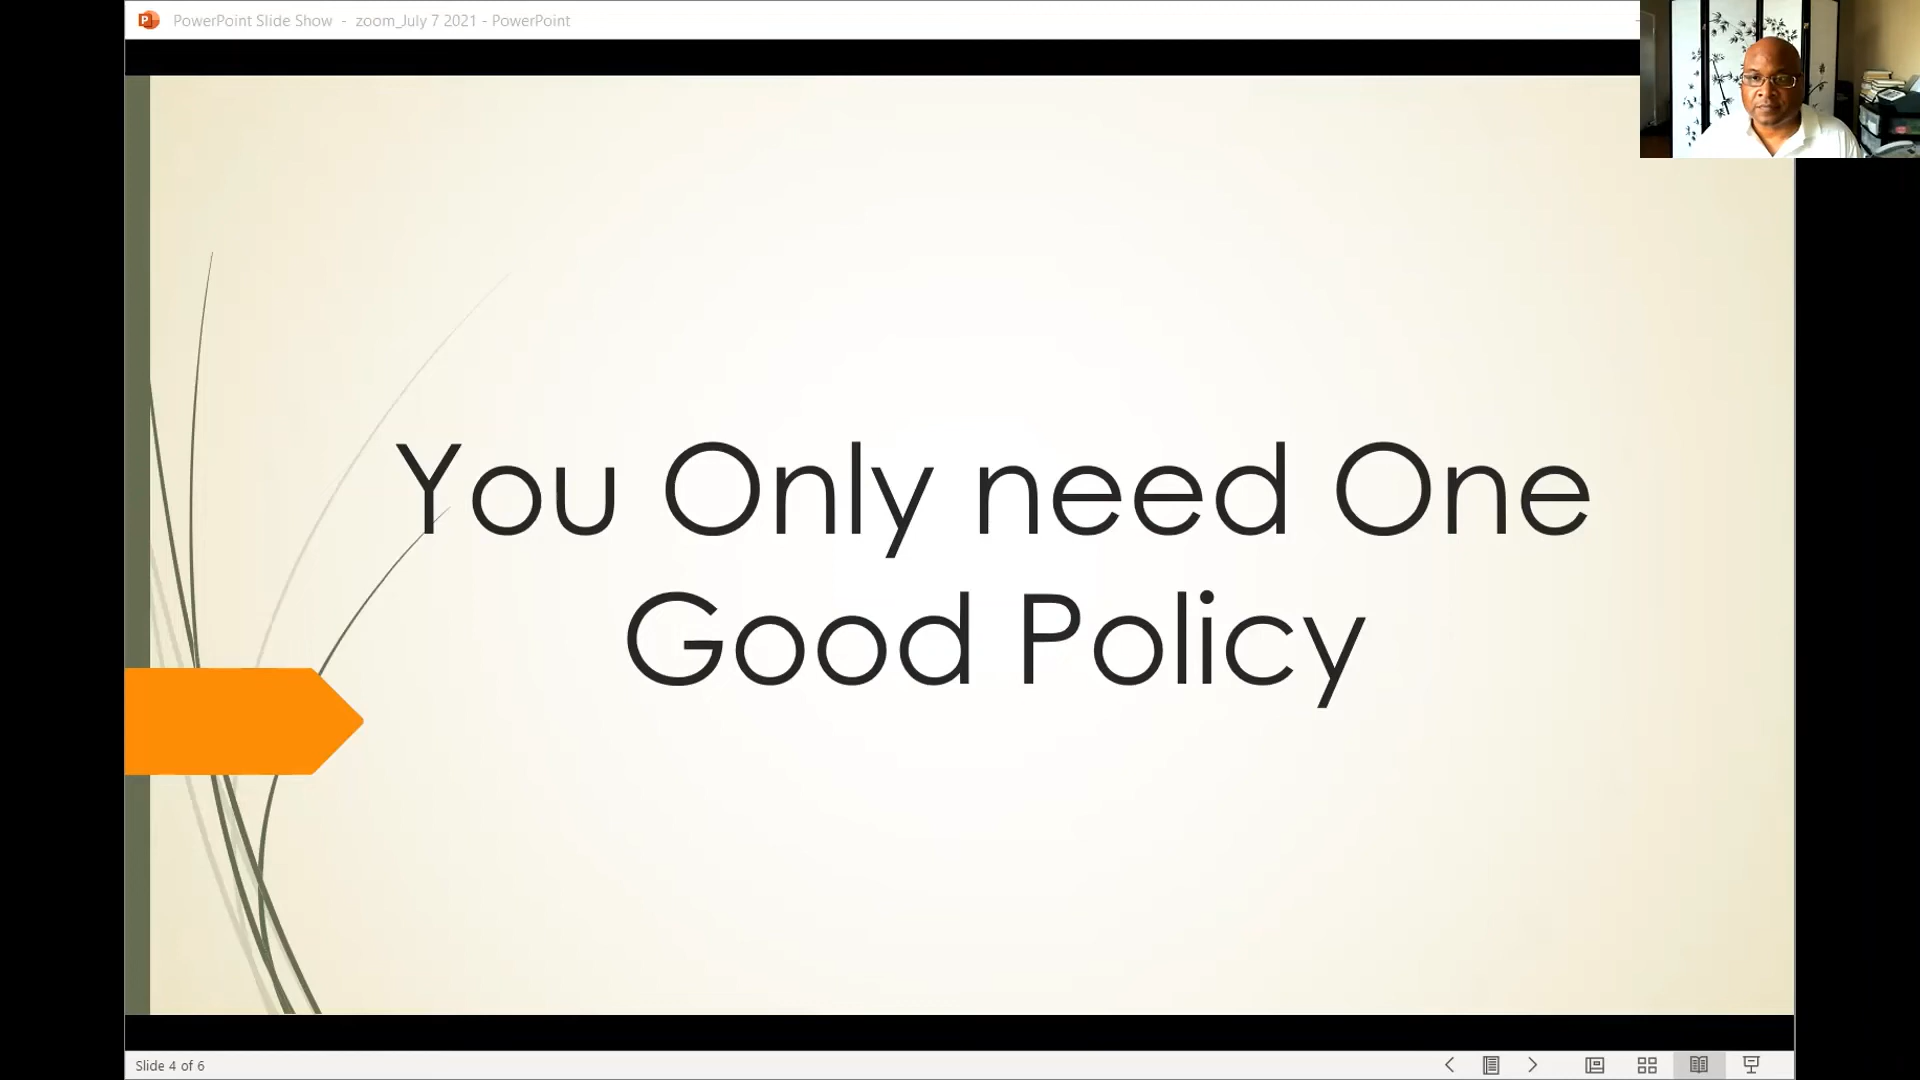 PowerPoint Slide Show - zoom_July 7 2021 - PowerPoint
You Only need One
Good Policy
Slide 4 of 6